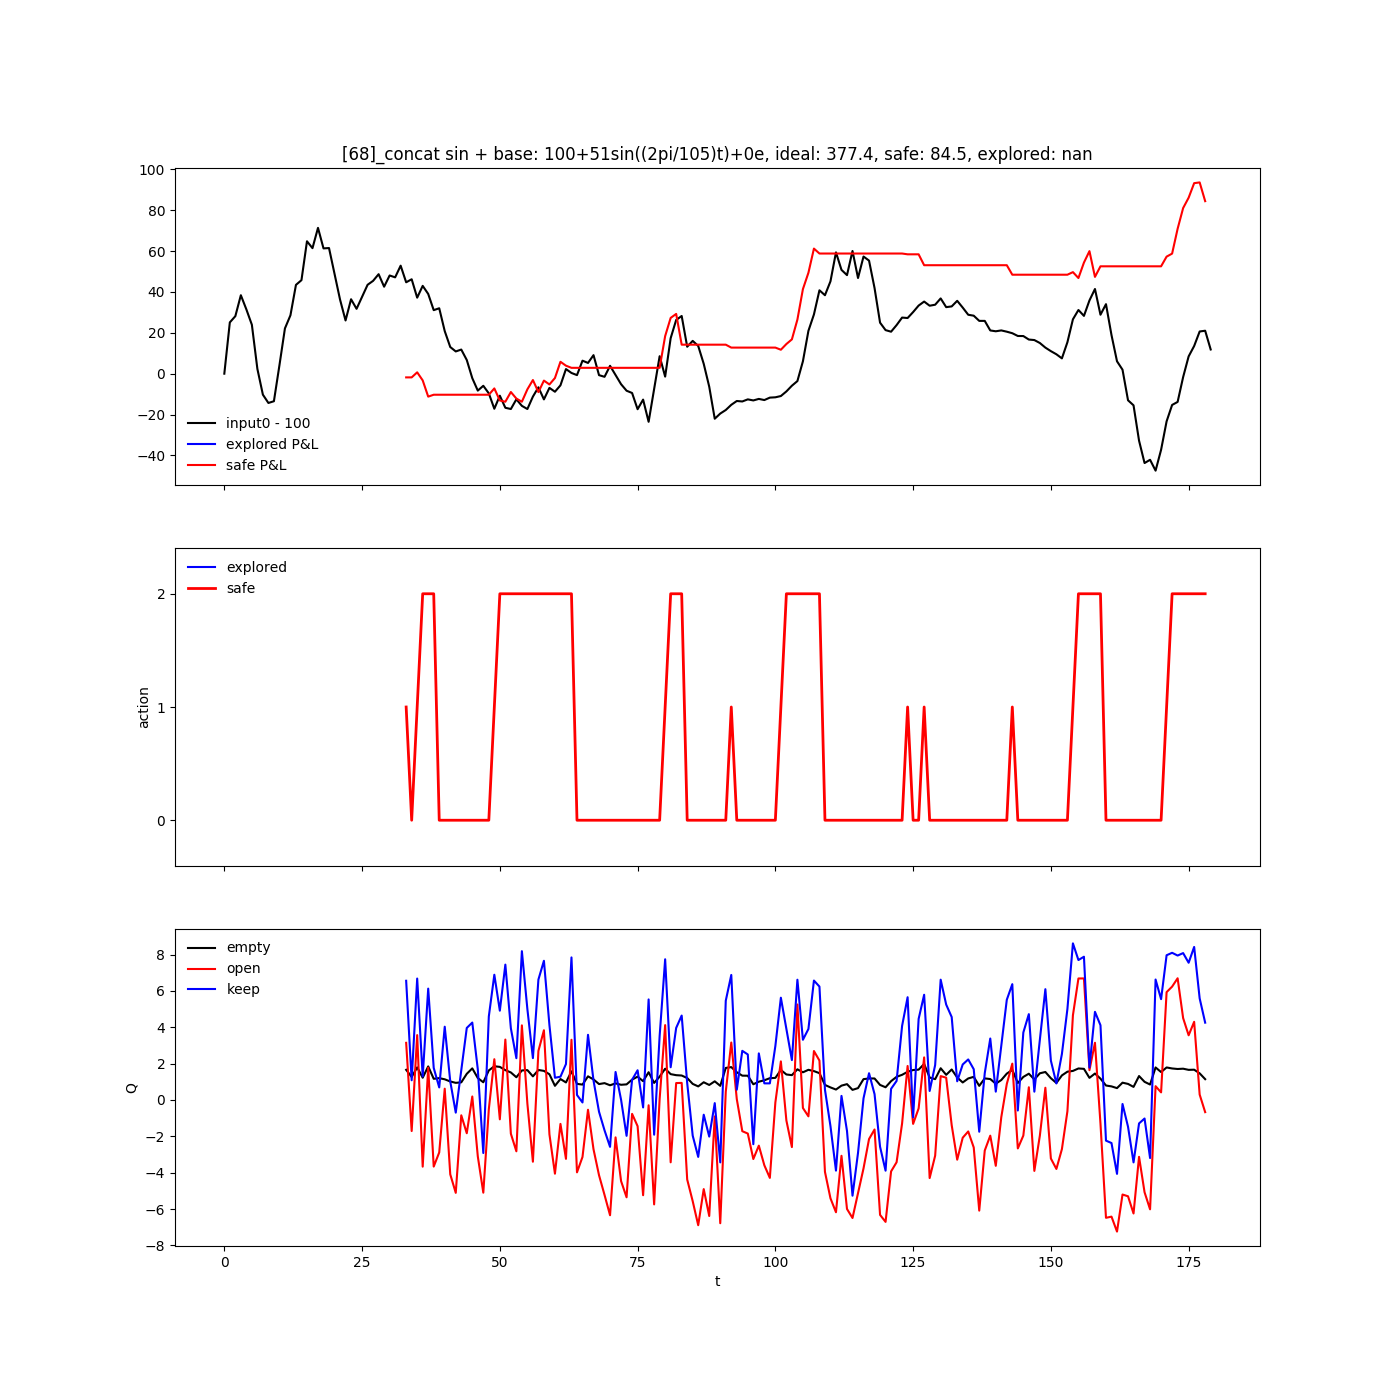 [68]_concat sin + base: 100+51sin((2pi/105)t)+0e, ideal: 377.4, safe: 84.5, explored: nan
100
80
60
40
20
0
−20
−40
input0 - 100
explored P&L
safe P&L
2
1
0
action
explored
safe
8
6
4
2
0
−2
−4
−6
−8
Q
empty
open
keep
0 25 50 75 100 125 150 175
t